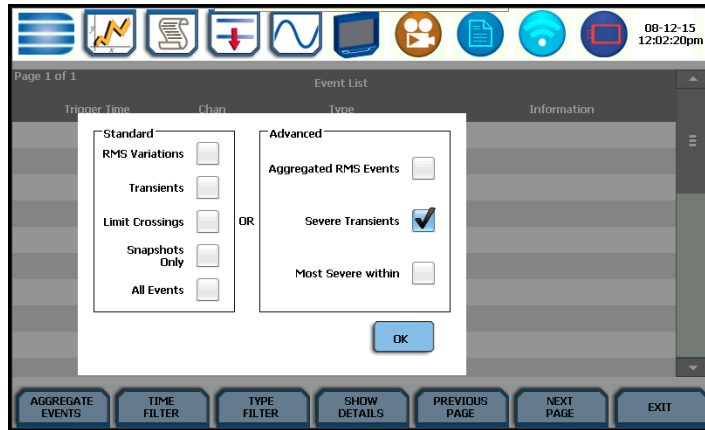 08-12-15
12:02:20pm
Page 1 of 1
Event List
Trigger Time Chan Type Information
Standard
RMS Variations
Transients
Limit Crossings
Snapshots
Only
All Events
OR
Advanced
Aggregated RMS Events
Severe Transients
Most Severe within
OK
AGGREGATE
EVENTS
TIME
FILTER
TYPE
FILTER
SHOW
DETAILS
PREVIOUS
PAGE
NEXT
PAGE
EXIT